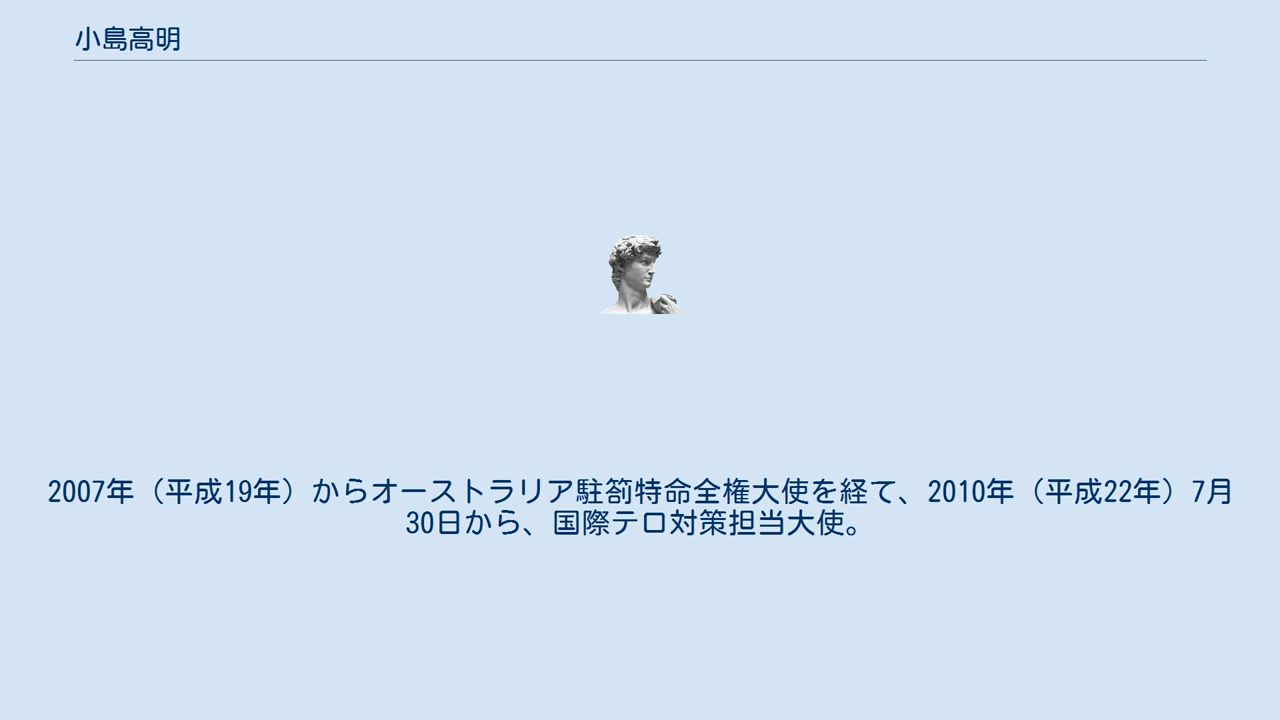 小島高明
2007年（平成19年）からオーストラリア駐箚特命全権大使を経て、2010年（平成22年）7月
30日から、国際テロ対策担当大使。